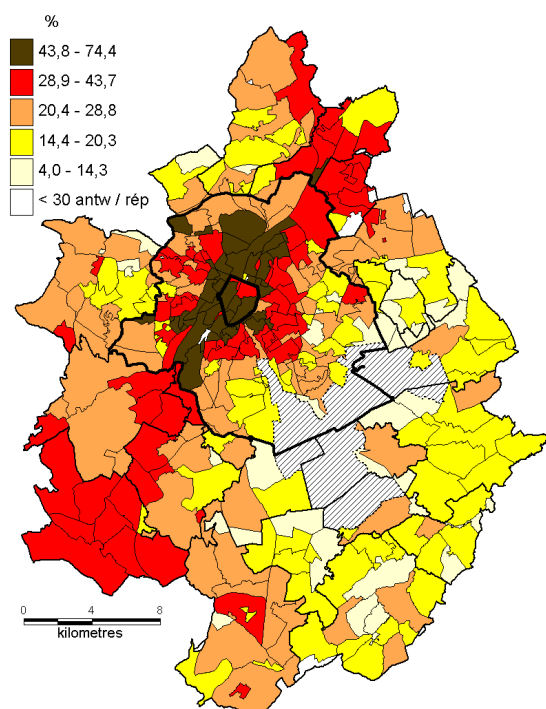 %
43,8 - 74,4
28,9 - 43,7
20,4 - 28,8
14,4 - 20,3
4,0 - 14,3
< 30 antw / rép
0 4 8
kilometres